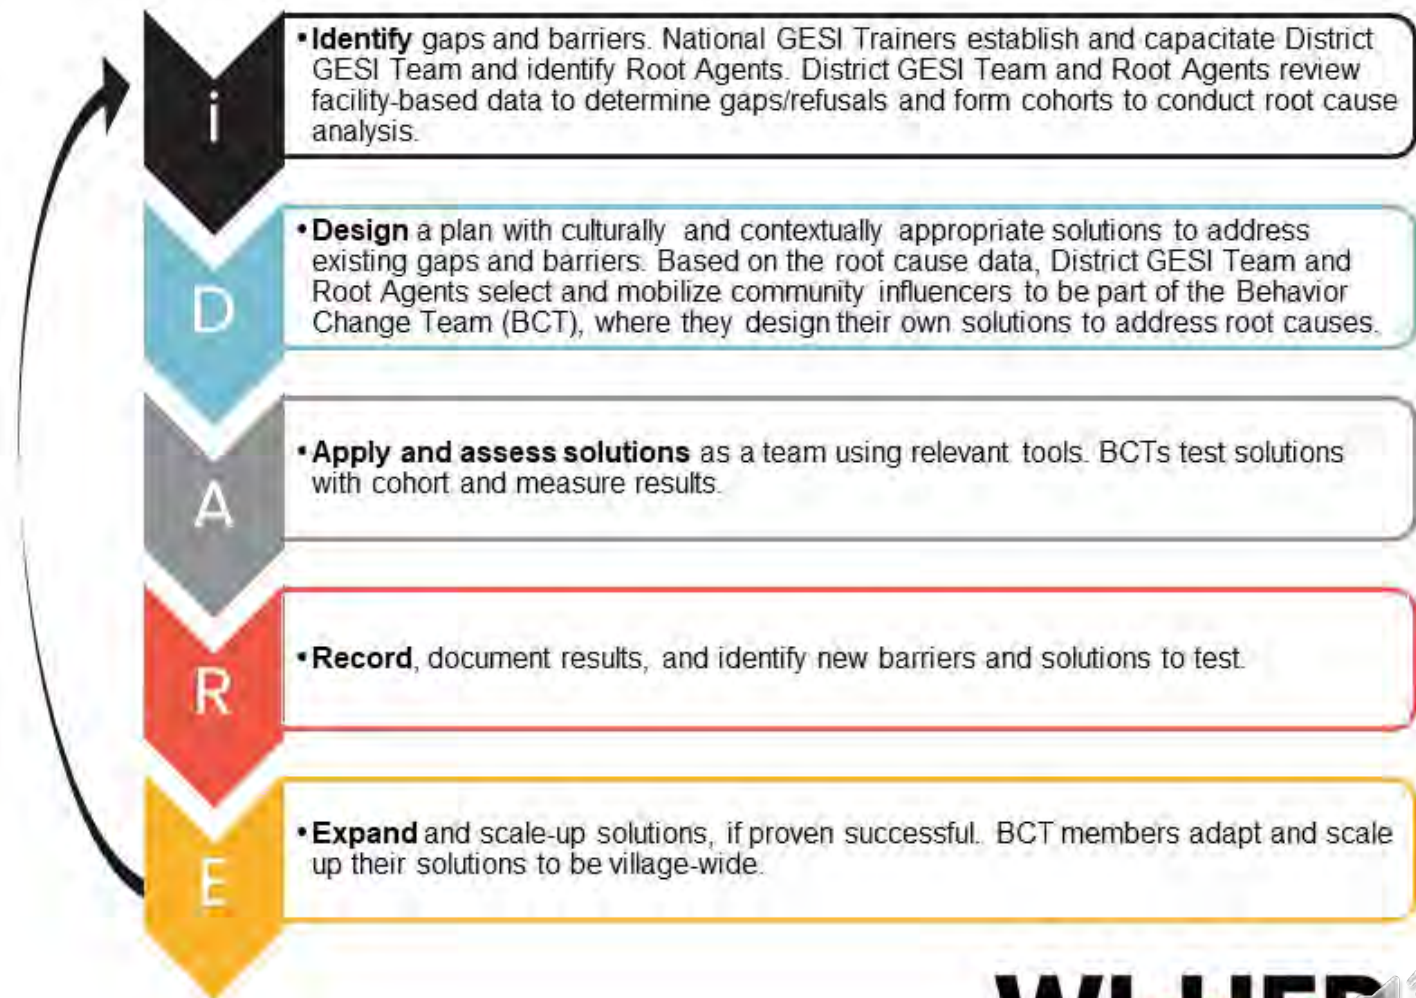 i
•Identify gaps and barriers. National GESI Trainers establish and capacitate District
GESI Team and identify Root Agents. District GESI Team and Root Agents review
facility-based data to determine gaps/refusals and form cohorts to conduct root cause
analysis.
D
•Design a plan with culturally and contextually appropriate solutions to address
existing gaps and barriers. Based on the root cause data, District GESI Team and
Root Agents select and mobilize community influencers to be part of the Behavior
Change Team (BCT), where they design their own solutions to address root causes.
A
•Apply and assess solutions as a team using relevant tools. BCTs test solutions
with cohort and measure results.
R
•Record, document results, and identify new barriers and solutions to test.
E
•Expand and scale-up solutions, if proven successful. BCT members adapt and scale
up their solutions to be village-wide.